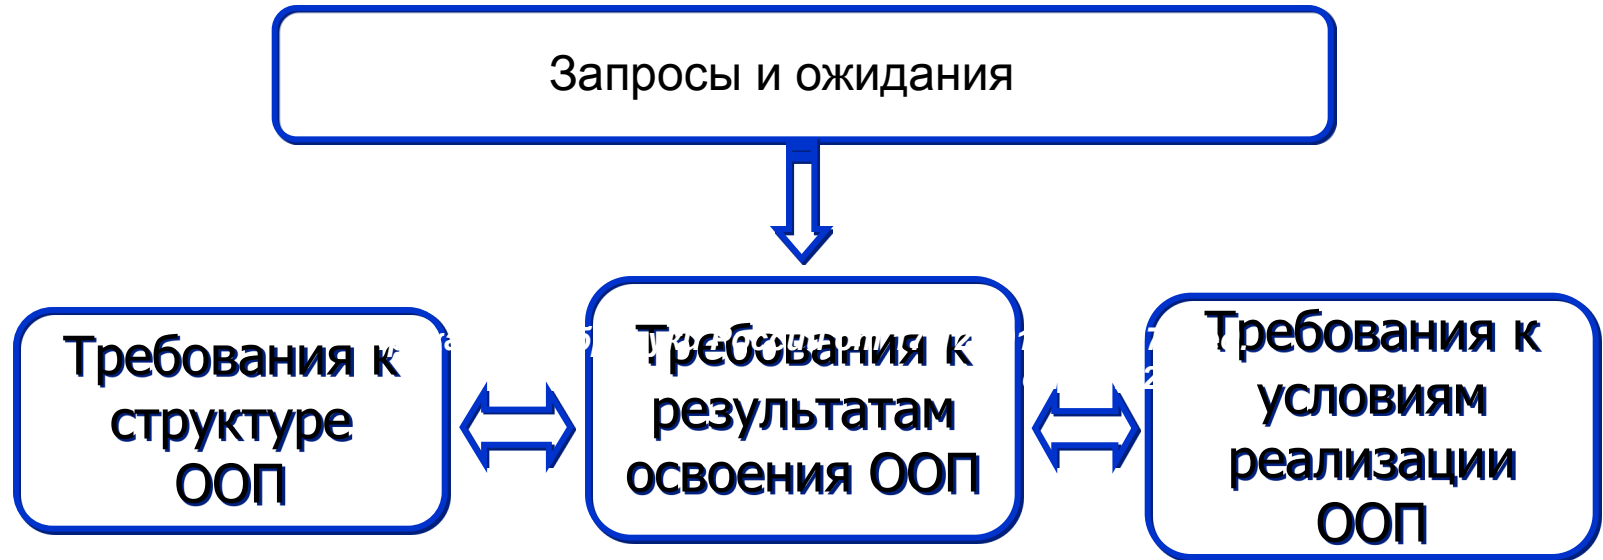 Запросы и ожидания
Требования к
структуре
ООП
Требования к
результатам
освоения ООП
Требования к
условиям
реализации
ООП